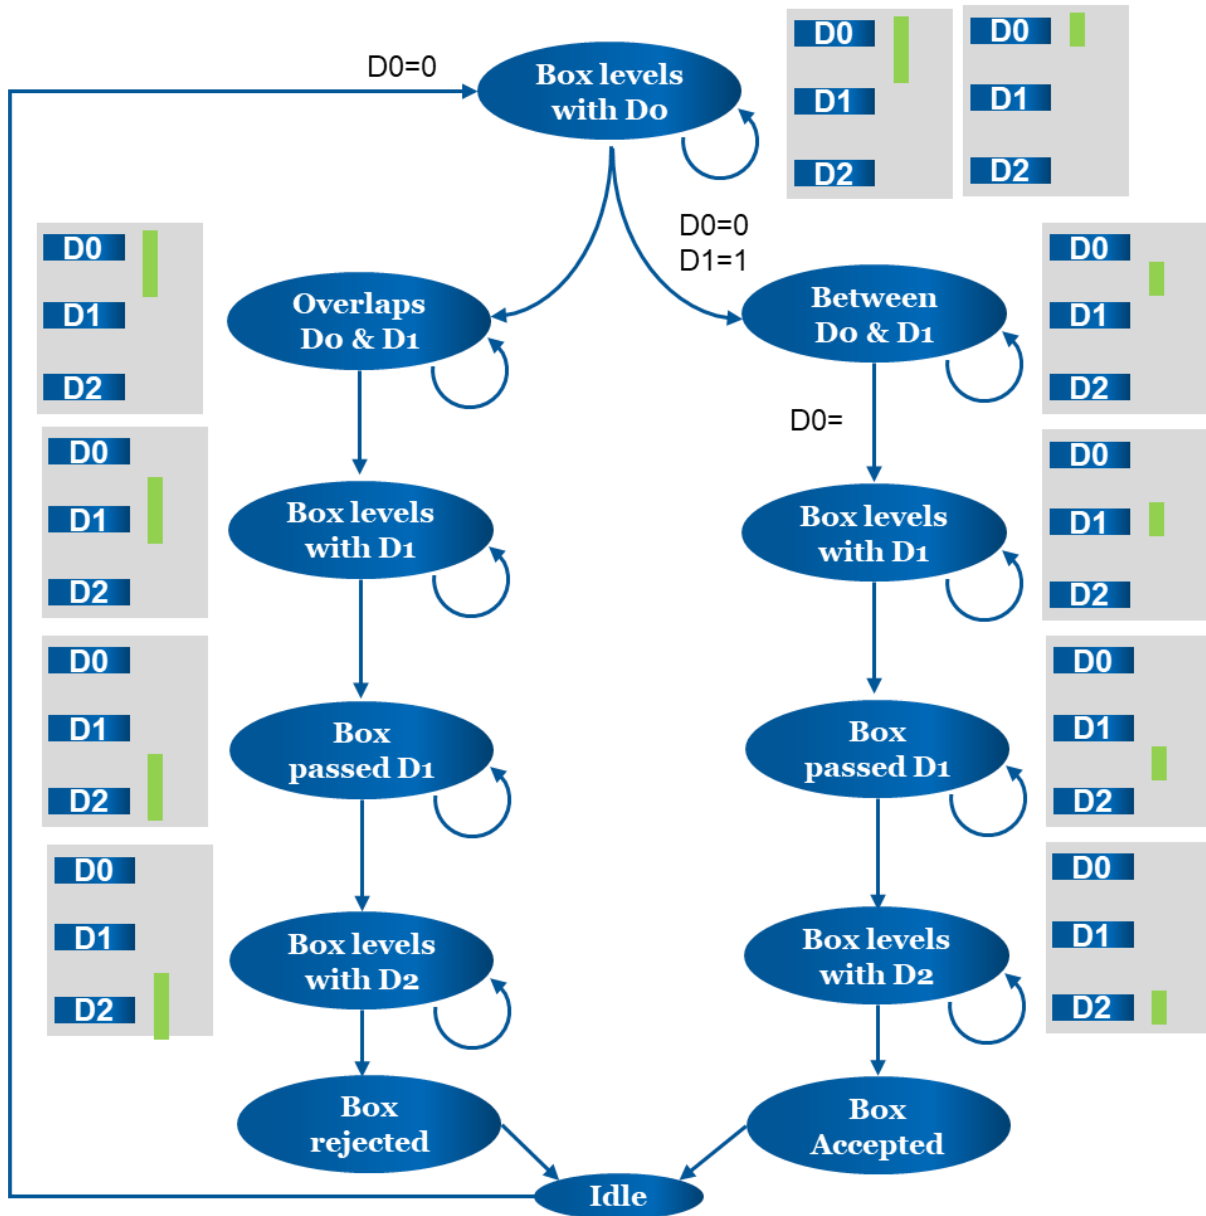 D0=0
Box levels
with D0
D0
D1
D2
D0
D1
D2
D0=0
D1=1
D0
D1
D2
Overlaps
D0 & D1
Between
D0 & D1
D0
D1
D2
D0=
D0
D1
D2
Box levels
with D1
Box levels
with D1
D0
D1
D2
D0
D1
D2
Box
passed D1
Box
passed D1
D0
D1
D2
D0
D1
D2
Box levels
with D2
Box levels
with D2
D0
D1
D2
Box
rejected
Box
Accepted
Idle